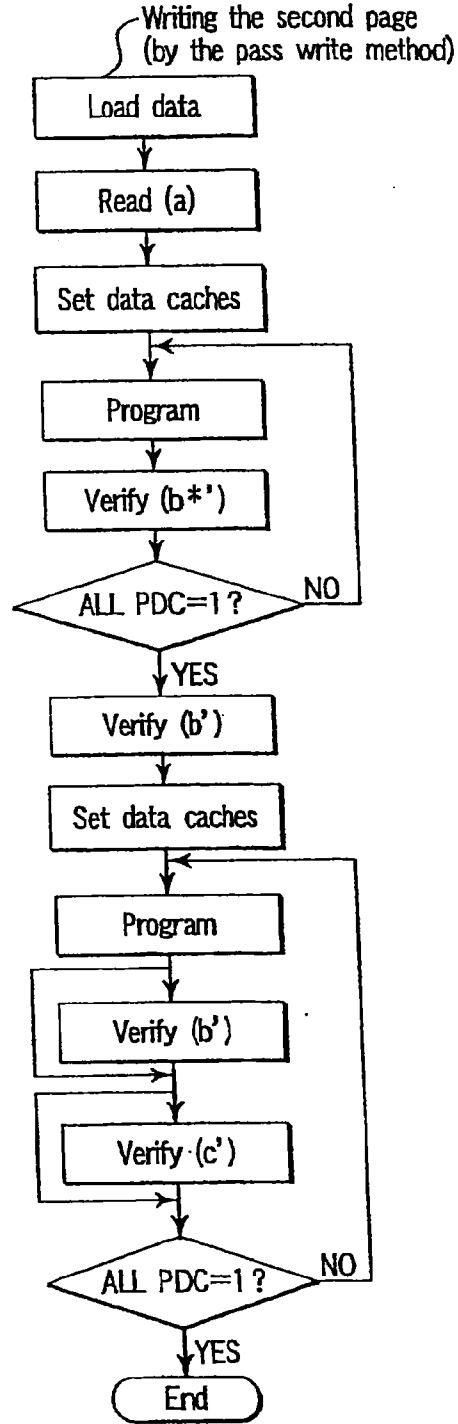 Writing the second page
(by the pass write method)
Load data
Read (a)
Set data caches
Program
Verify (b*')
ALL PDC=1?
NO
YES
Verify (b')
Set data caches
Program
Verify (b')
Verify (c')
ALL PDC=1?
NO
YES
End